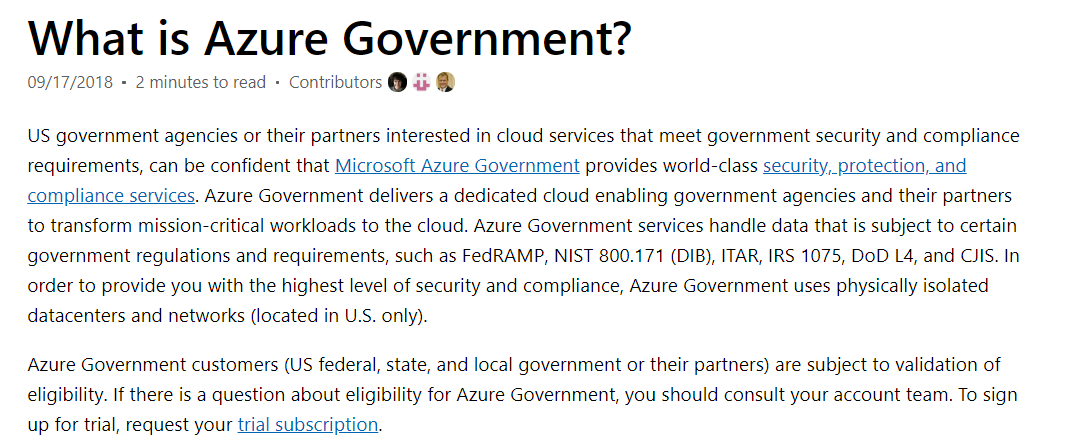 What is Azure Government?
09/17/2018 • 2 minutes to read • Contributors
US government agencies or their partners interested in cloud services that meet government security and compliance
requirements, can be confident that Microsoft Azure Government provides world-class security, protection, and
compliance services. Azure Government delivers a dedicated cloud enabling government agencies and their partners
to transform mission-critical workloads to the cloud. Azure Government services handle data that is subject to certain
government regulations and requirements, such as FedRAMP, NIST 800.171 (DIB), ITAR, IRS 1075, DoD L4, and CJIS. In
order to provide you with the highest level of security and compliance, Azure Government uses physically isolated
datacenters and networks (located in U.S. only).
Azure Government customers (US federal, state, and local government or their partners) are subject to validation of
eligibility. If there is a question about eligibility for Azure Government, you should consult your account team. To sign
up for trial, request your trial subscription.